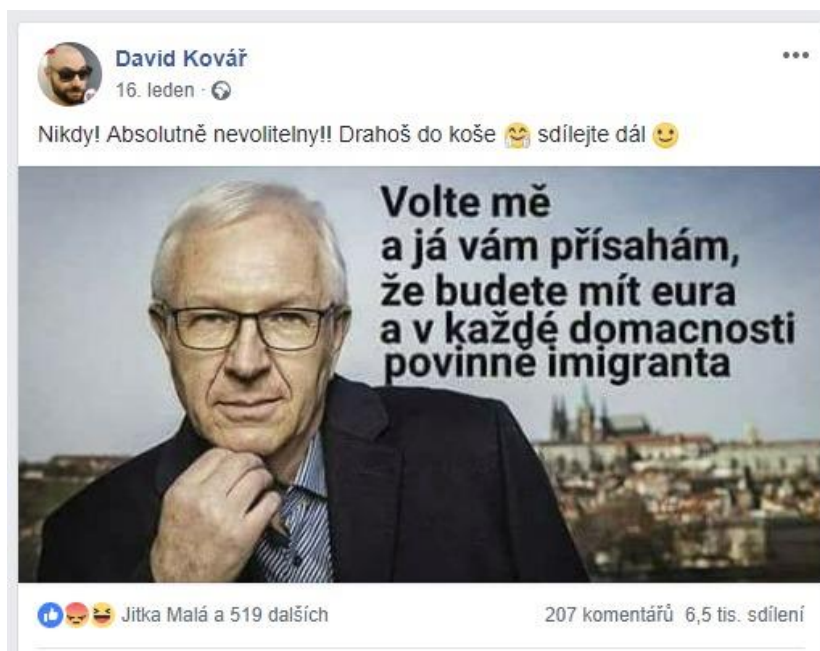 David Kovář
16. leden ·
Nikdy! Absolutně nevolitelny!! Drahoš do koše 🤗 sdílejte dál 🙂
Volte mě
a já vám přísahám,
že budete mít eura
a v každé domacnosti
povinně imigranta
Jitka Malá a 519 dalších
207 komentářů 6,5 tis. sdílení